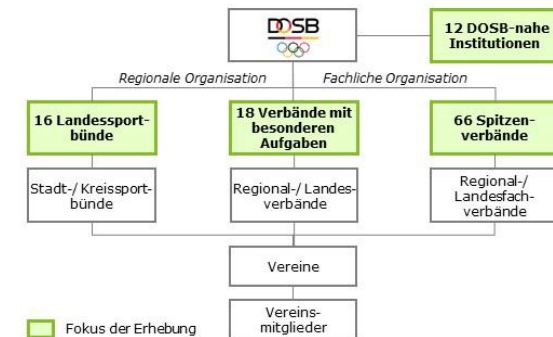 DOSB
12 DOSB-nahe
Institutionen
Regionale Organisation
Fachliche Organisation
16 Landessport-
bünde
18 Verbände mit
besonderen
Aufgaben
66 Spitzen-
verbände
Stadt-/ Kreissport-
bünde
Regional-/ Landes-
verbände
Regional-/
Landesfach-
verbände
Vereine
Vereins-
mitglieder
Fokus der Erhebung